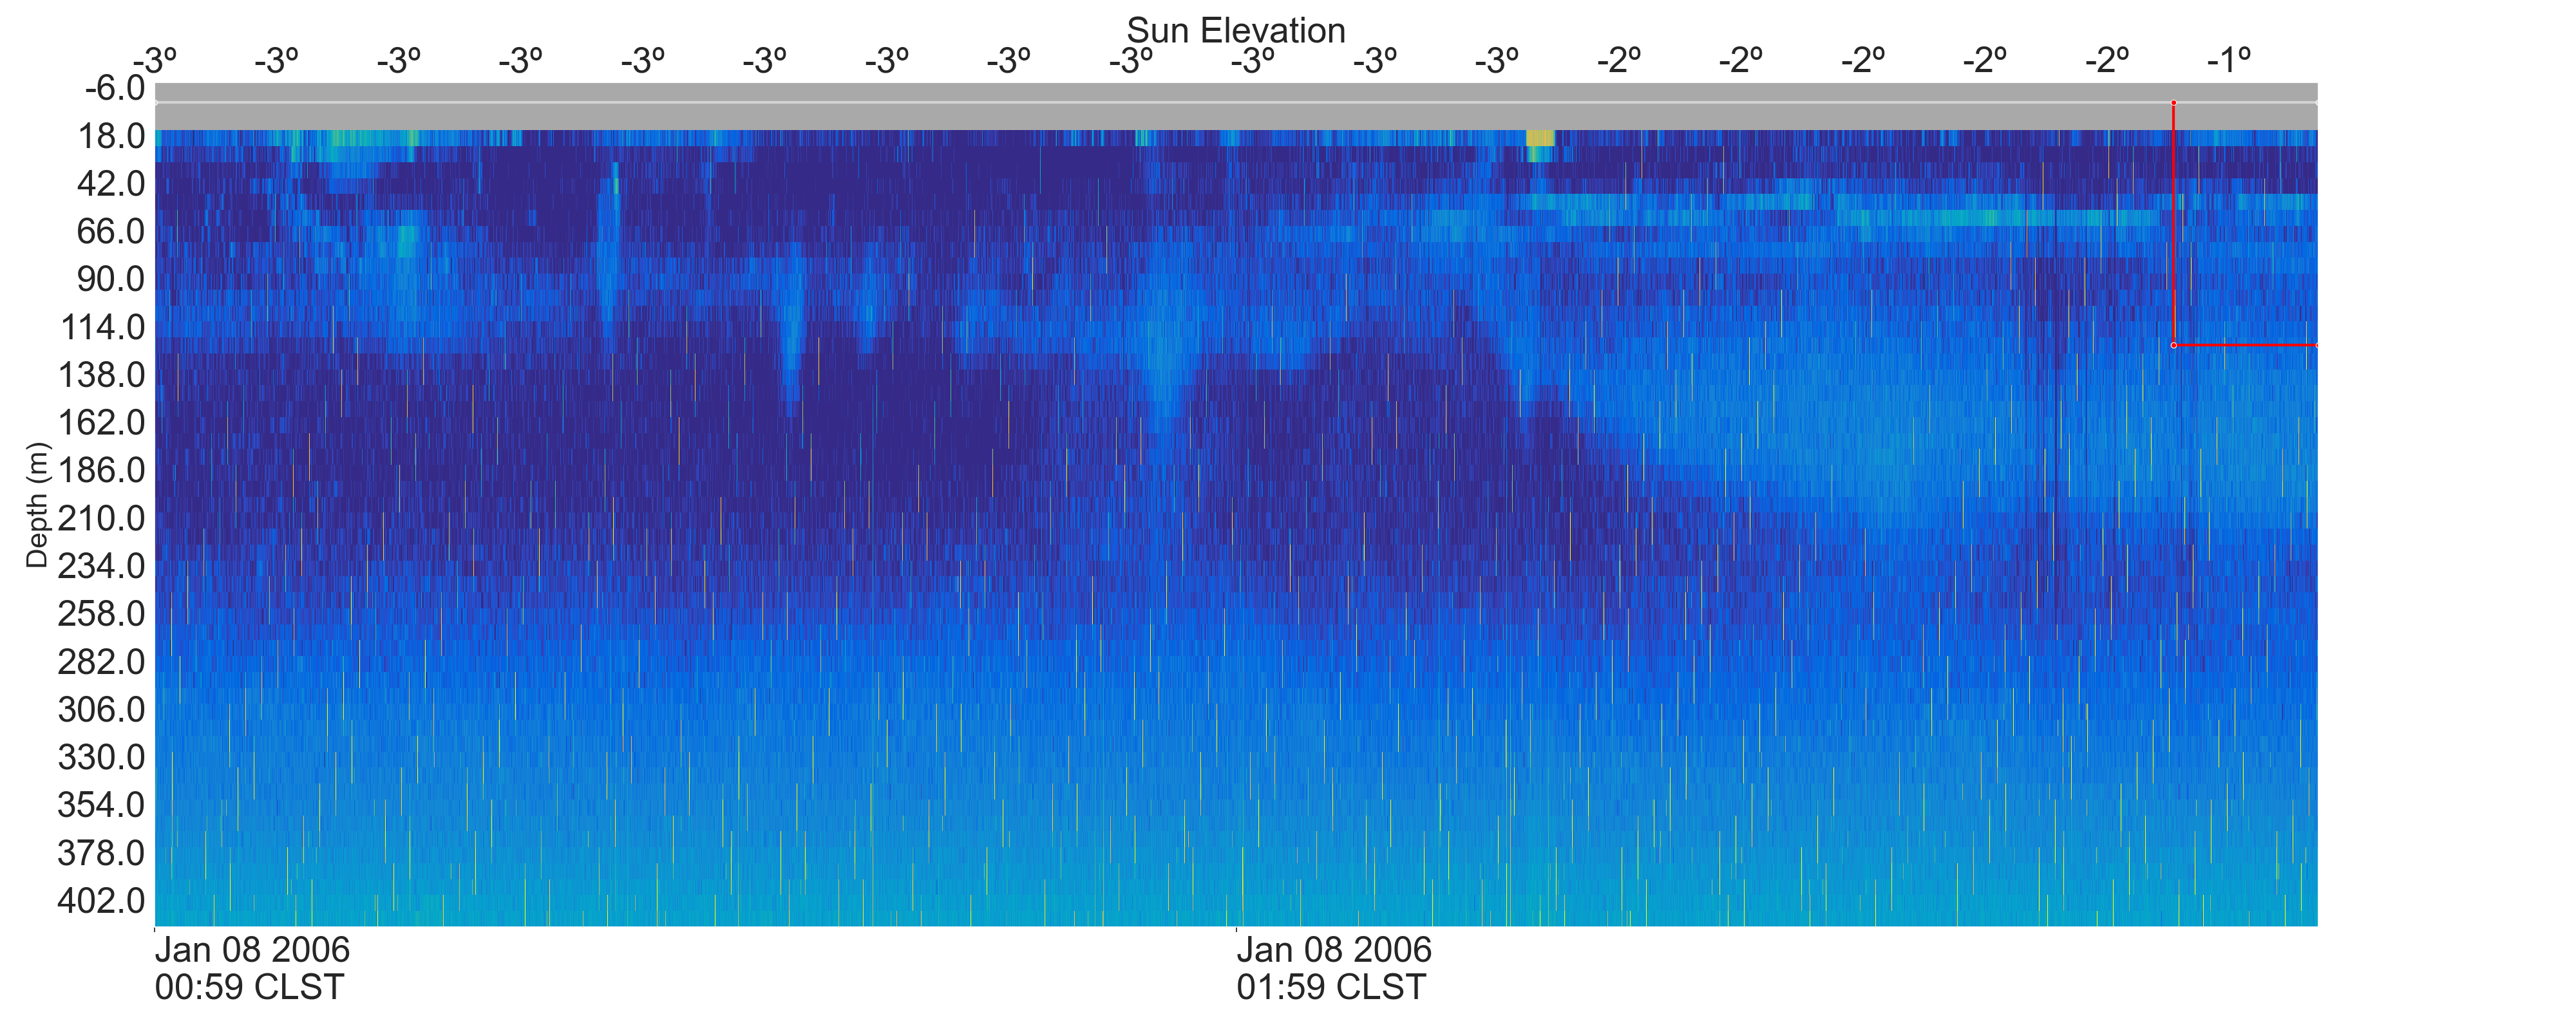 Sun Elevation
-3º -3º -3º -3º -3º -3º -3º -3º -3º -3º -3º -3º -2º -2º -2º -2º -2º -1º
-6.0
18.0
42.0
66.0
90.0
114.0
138.0
162.0
186.0
210.0
234.0
258.0
282.0
306.0
330.0
354.0
378.0
402.0
Depth (m)
Jan 08 2006
00:59 CLST
Jan 08 2006
01:59 CLST